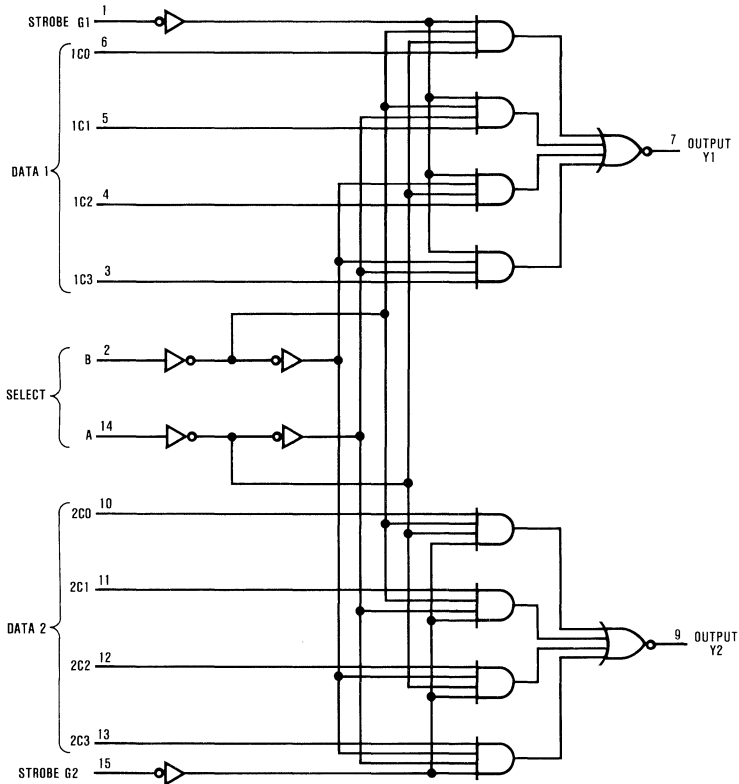 STROBE G1 1
1C0 6
1C1 5
DATA 1
1C2 4
1C3 3
7 OUTPUT
Y1
B 2
SELECT
A 14
2C0 10
2C1 11
DATA 2
2C2 12
2C3 13
STROBE G2 15
9 OUTPUT
Y2